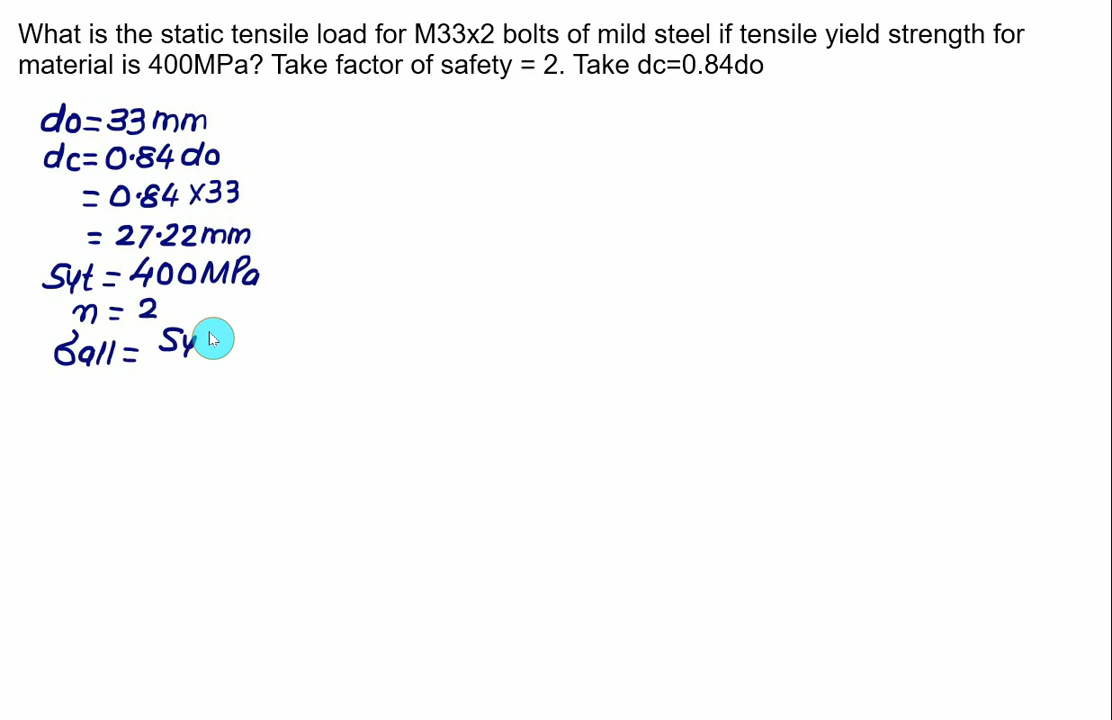 What is the static tensile load for M33x2 bolts of mild steel if tensile yield strength for
material is 400MPa? Take factor of safety = 2. Take dc=0.84do
do=33mm
dc=0.84do
=0.84X33
=27.22mm
Syt=400MPa
n=2
σall= Sy